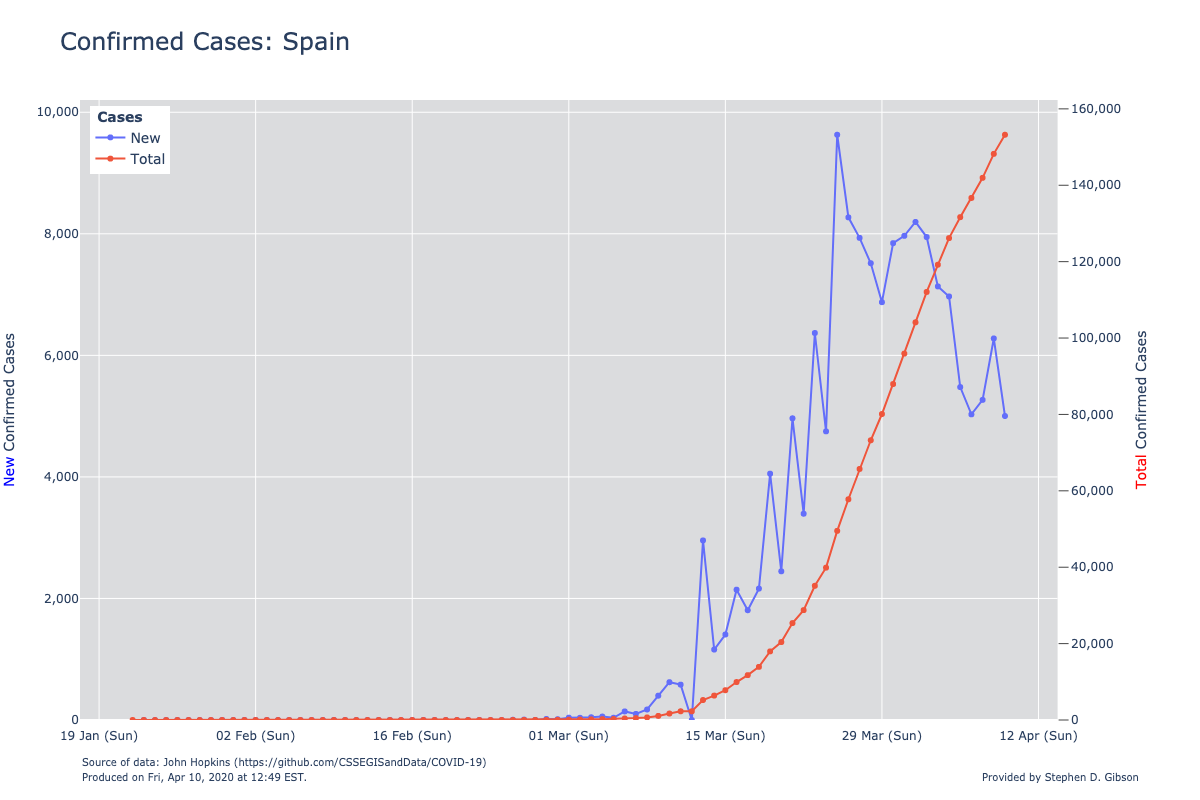 Confirmed Cases: Spain
Cases
New
Total
10,000
8,000
6,000
4,000
2,000
0
New Confirmed Cases
160,000
140,000
120,000
100,000
80,000
60,000
40,000
20,000
0
Total Confirmed Cases
19 Jan (Sun) 02 Feb (Sun) 16 Feb (Sun) 01 Mar (Sun) 15 Mar (Sun) 29 Mar (Sun) 12 Apr (Sun)
Source of data: John Hopkins (https://github.com/CSSEGISandData/COVID-19)
Produced on Fri, Apr 10, 2020 at 12:49 EST.
Provided by Stephen D. Gibson